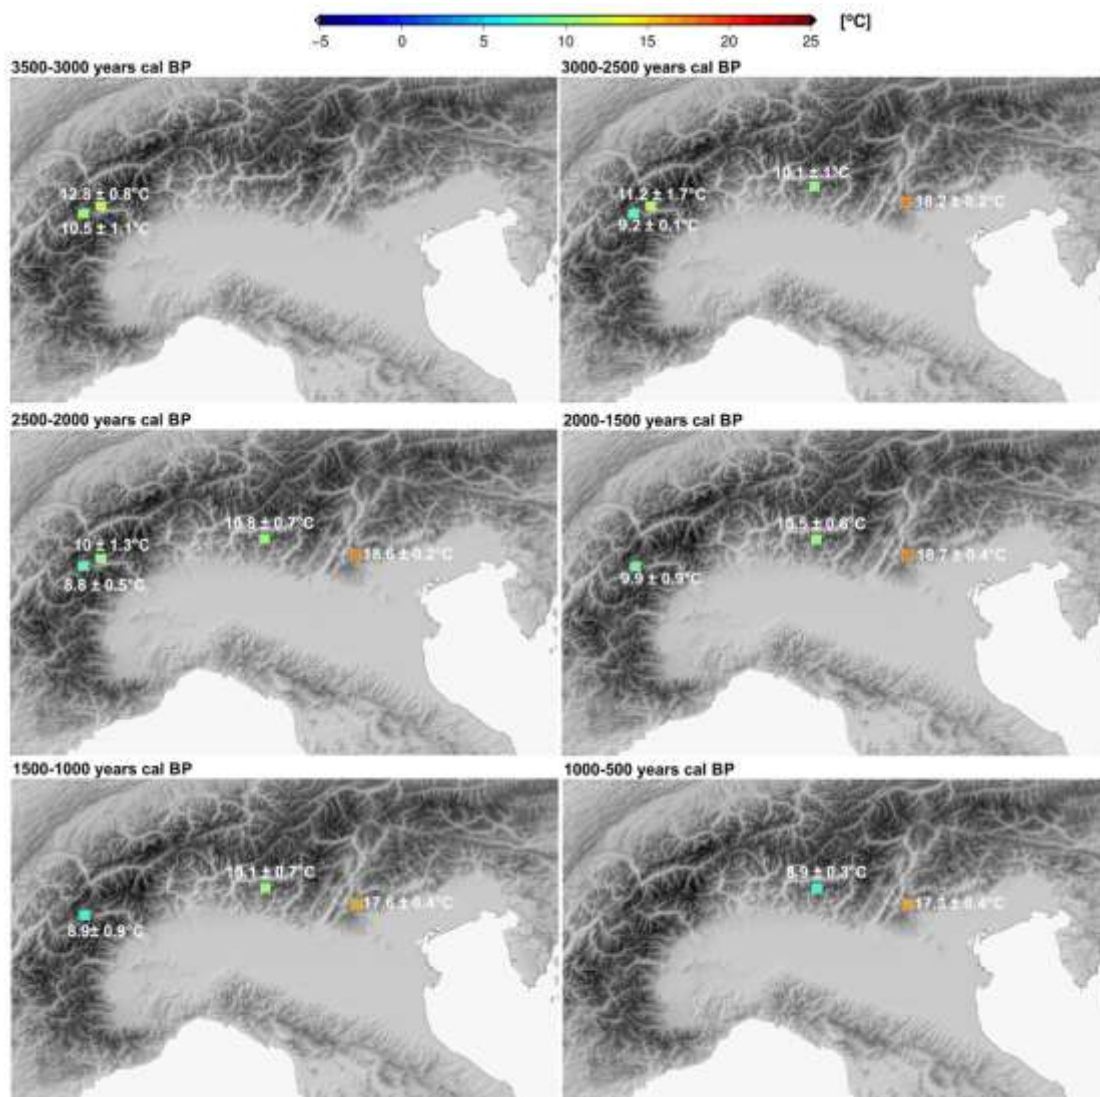 [ºC]
−5 0 5 10 15 20 25
3500-3000 years cal BP
12.8 ± 0.8°C
10.5 ± 1.1°C
3000-2500 years cal BP
10.1 ± 1°C
11.2 ± 1.7°C
18.2 ± 0.2°C
9.2 ± 0.1°C
2500-2000 years cal BP
10.8 ± 0.7°C
10 ± 1.3°C
18.6 ± 0.2°C
8.8 ± 0.5°C
2000-1500 years cal BP
10.5 ± 0.6°C
18.7 ± 0.4°C
9.9 ± 0.9°C
1500-1000 years cal BP
10.1 ± 0.7°C
17.6 ± 0.4°C
8.9± 0.9°C
1000-500 years cal BP
8.9 ± 0.3°C
17.3 ± 0.4°C